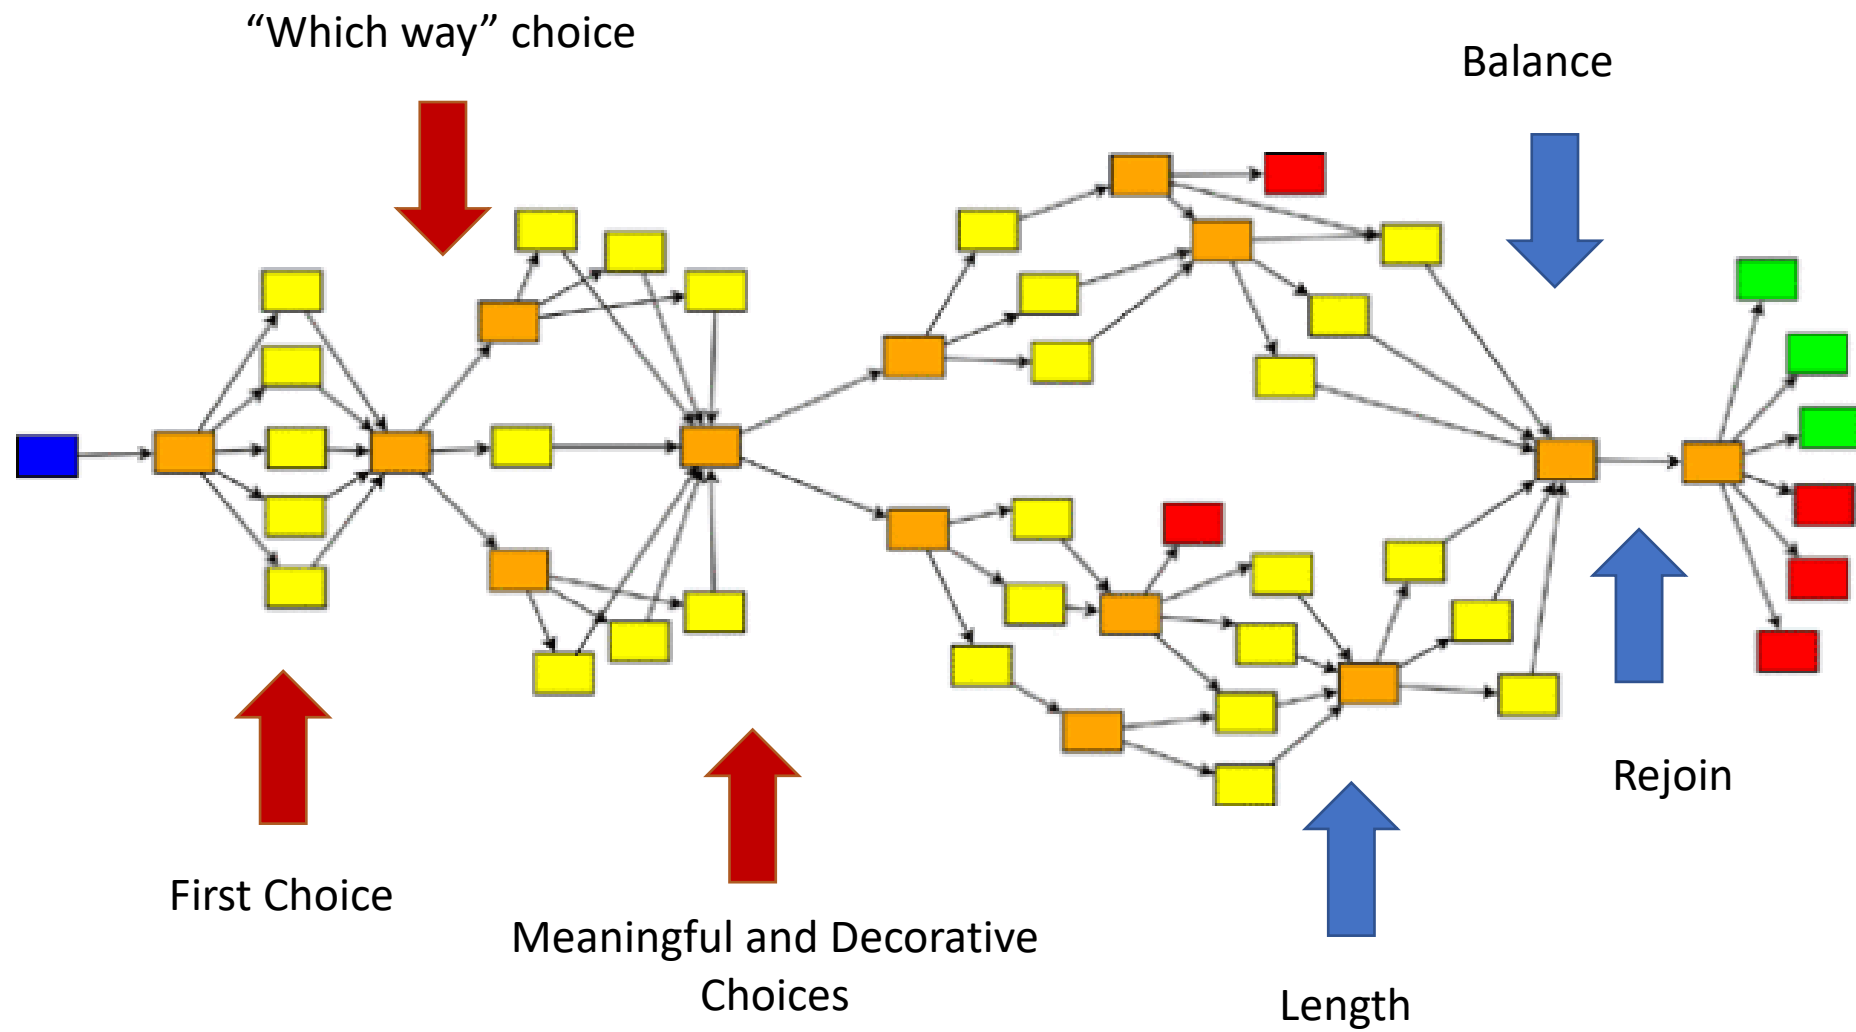 “Which way” choice
Balance
First Choice
Meaningful and Decorative
Choices
Rejoin
Length